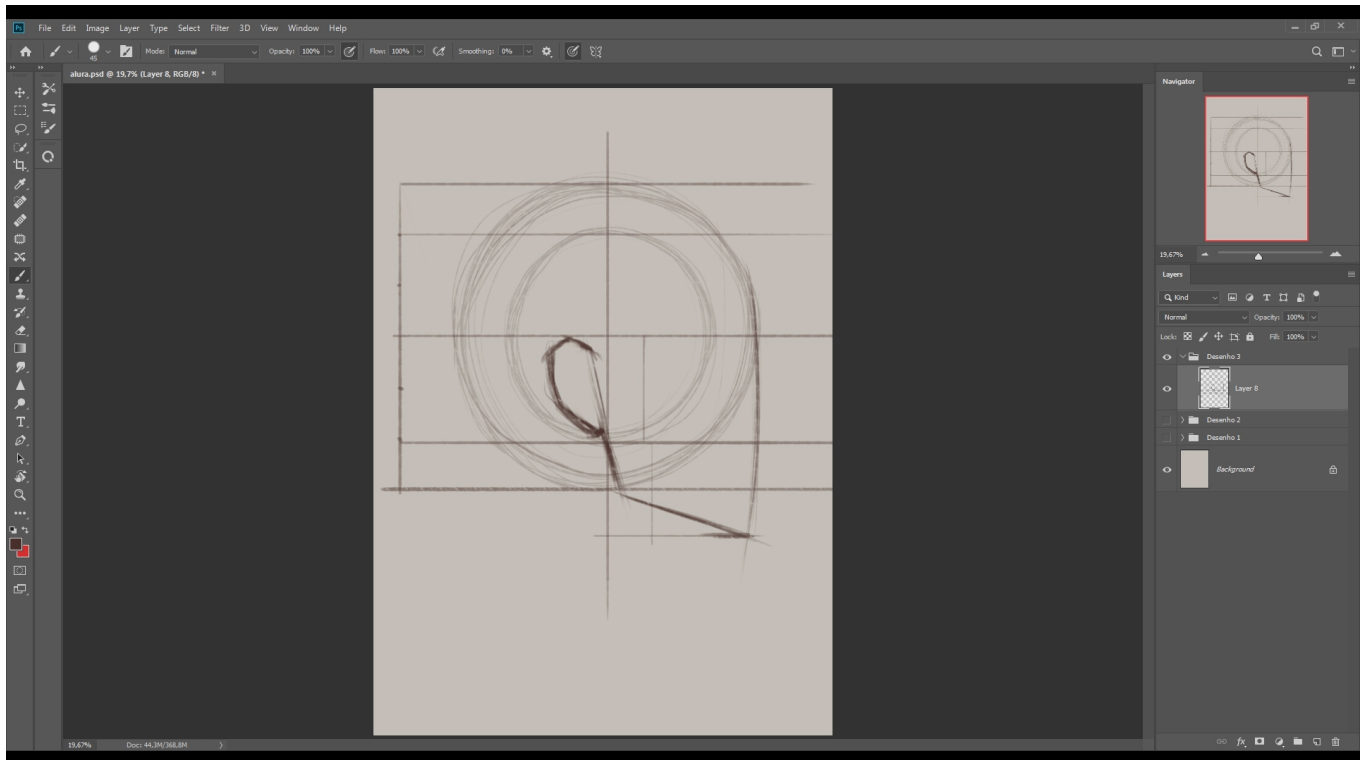 Ps File Edit Image Layer Type Select Filter 3D View Window Help
45 Mode: Normal Opacity: 100% Flow: 100% Smoothing: 0%
alura.psd @ 19,7% (Layer 8, RGB/8) *
Navigator
19,67%
Layers
Kind
Normal Opacity: 100%
Lock: Fill: 100%
Desenho 3
Layer 8
Desenho 2
Desenho 1
Background
19,67% Doc: 44,3M/368,8M